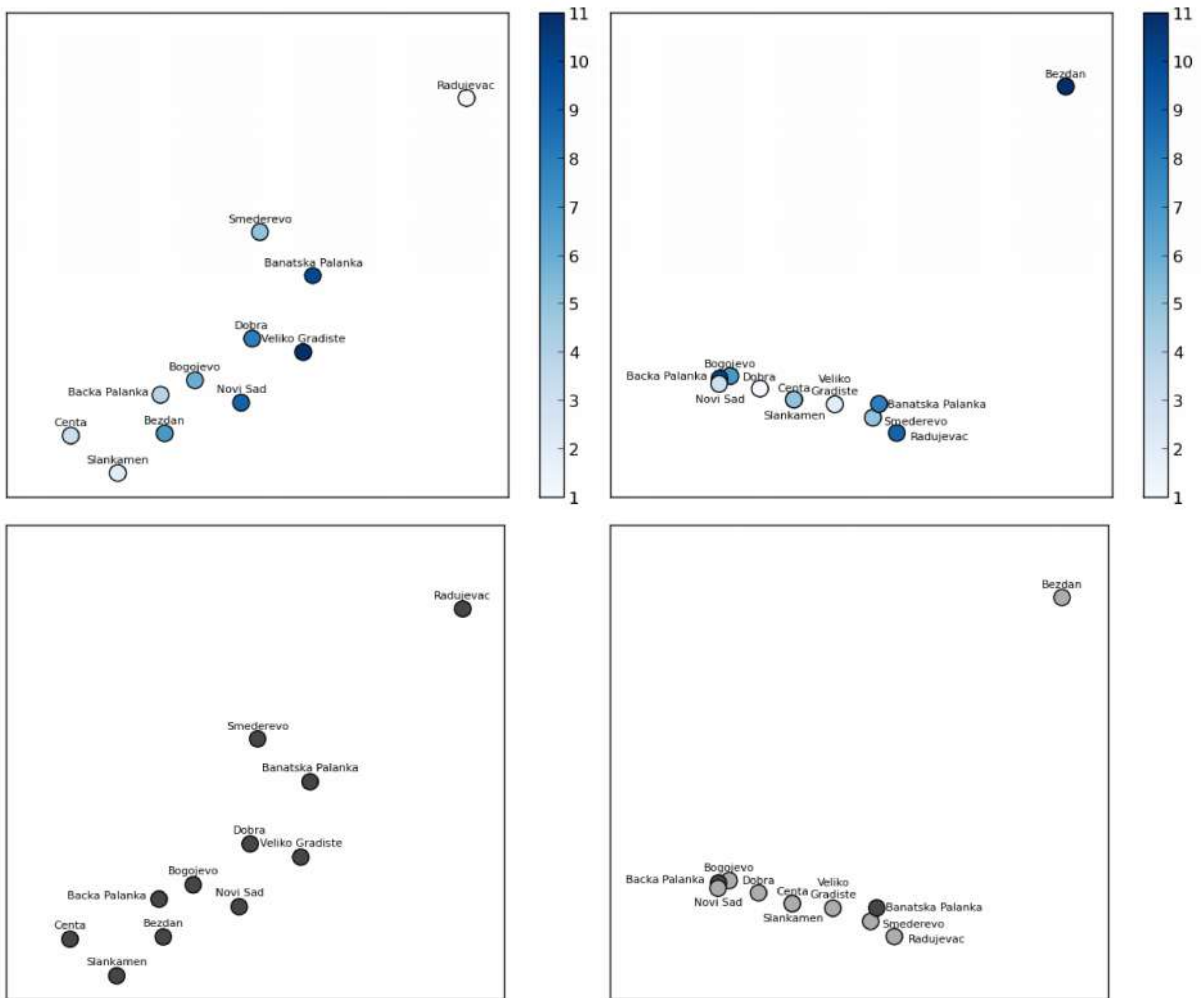 Radujevac
Smederevo
Banatska Palanka
Dobra
Veliko Gradiste
Bogojevo
Backa Palanka
Novi Sad
Centa
Bezdan
Slankamen
11
10
9
8
7
6
5
4
3
2
1
Bezdan
Bogojevo
Backa Palanka
Dobra
Veliko
Gradiste
Novi Sad
Centa
Slankamen
Banatska Palanka
Smederevo
Radujevac
11
10
9
8
7
6
5
4
3
2
1
Radujevac
Smederevo
Banatska Palanka
Dobra
Veliko Gradiste
Bogojevo
Backa Palanka
Novi Sad
Centa
Bezdan
Slankamen
Bezdan
Bogojevo
Backa Palanka
Dobra
Veliko
Gradiste
Novi Sad
Centa
Slankamen
Banatska Palanka
Smederevo
Radujevac